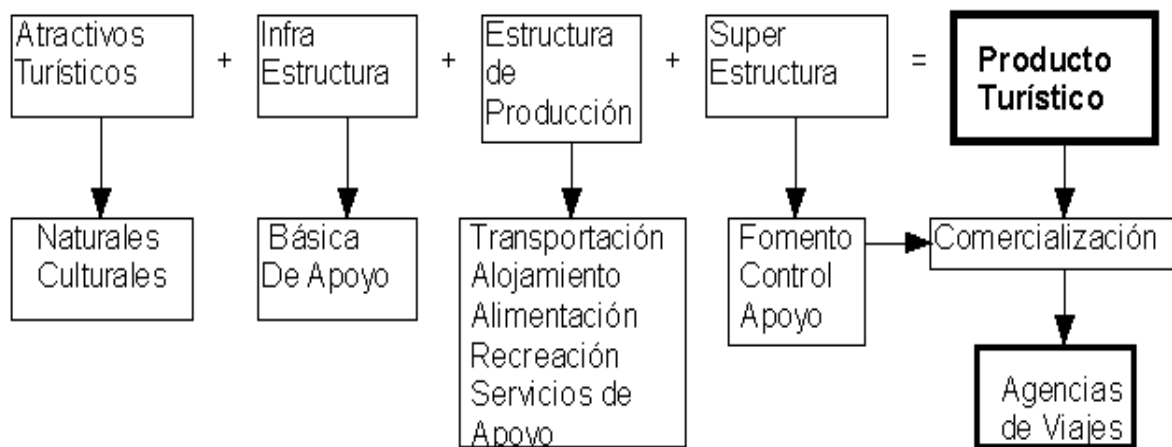 Atractivos
Turísticos
+
Infra
Estructura
+
Estructura
de
Producción
+
Super
Estructura
=
Producto
Turístico
Naturales
Culturales
Básica
De Apoyo
Transportación
Alojamiento
Alimentación
Recreación
Servicios de
Apoyo
Fomento
Control
Apoyo
Comercialización
Agencias
de Viajes